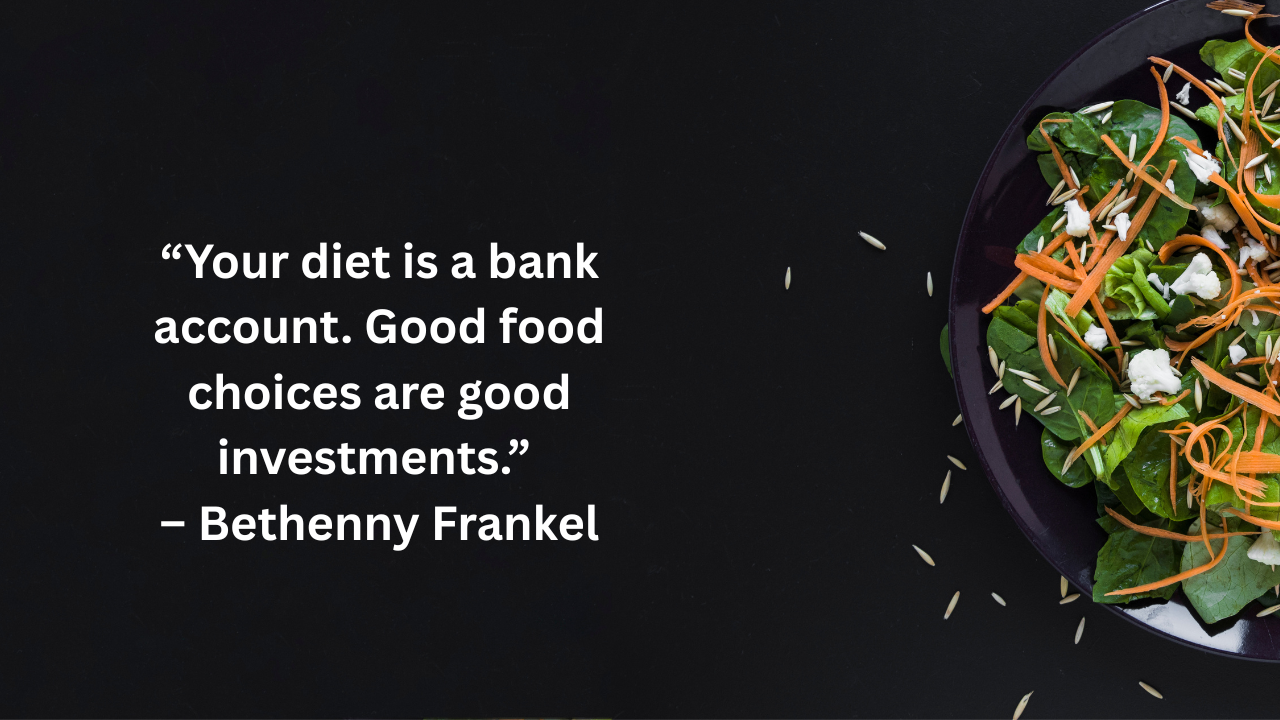 “Your diet is a bank
account. Good food
choices are good
investments.”
– Bethenny Frankel